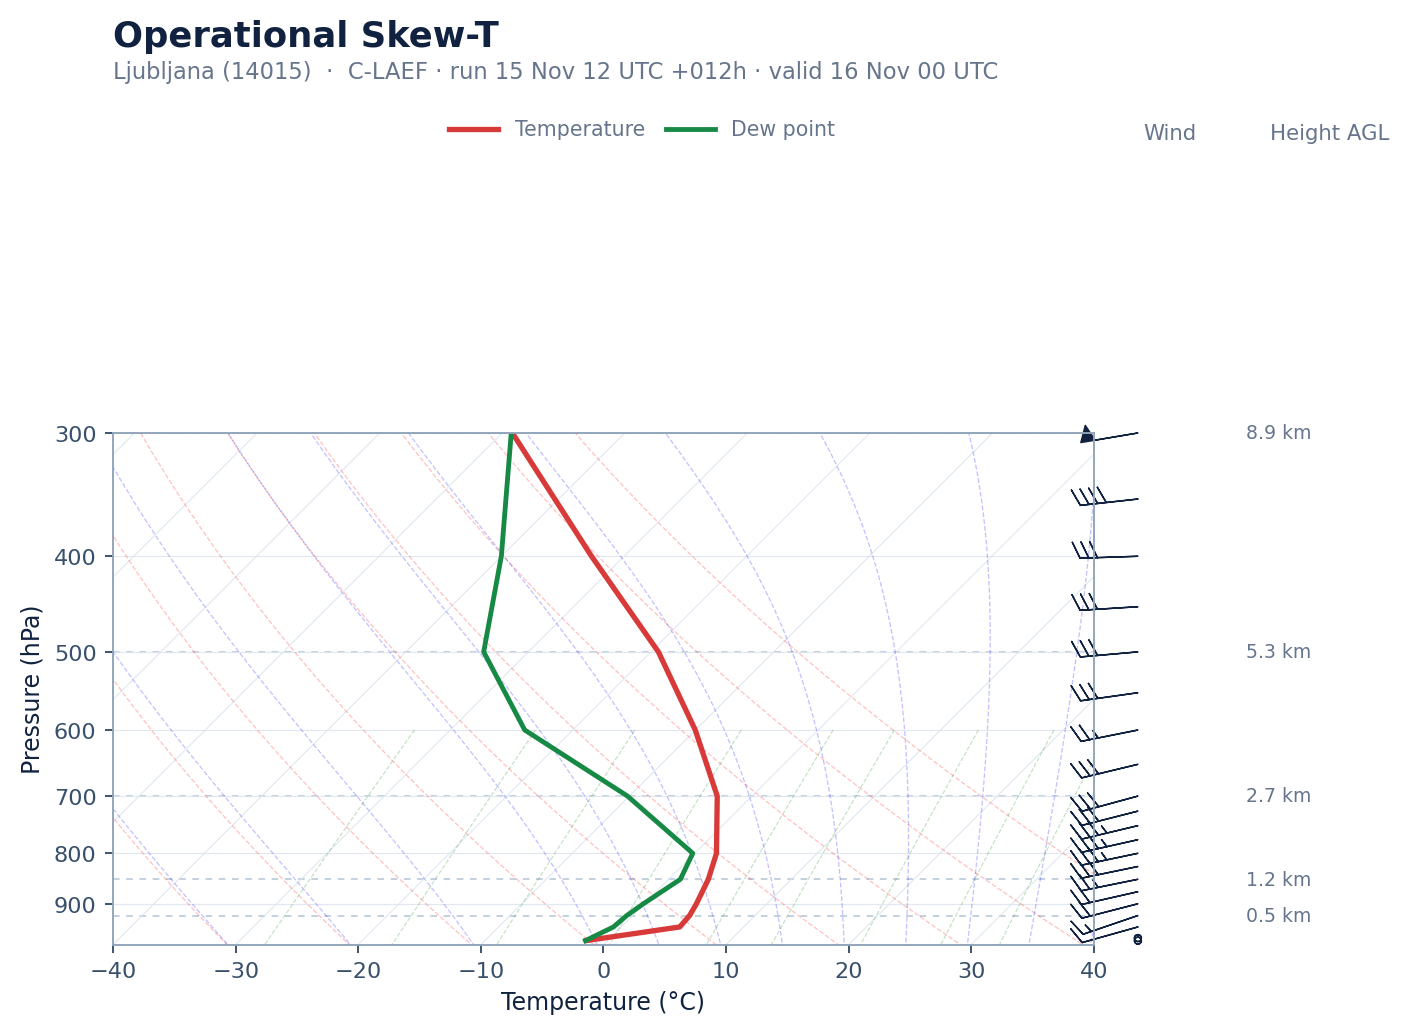 Operational Skew-T
Ljubljana (14015)  ·  C-LAEF · run 15 Nov 12 UTC +012h · valid 16 Nov 00 UTC
Temperature
Dew point
Wind
Height AGL
300
400
500
600
700
800
900
Pressure (hPa)
8.9 km
5.3 km
2.7 km
1.2 km
0.5 km
−40
−30
−20
−10
0
10
20
30
40
Temperature (°C)